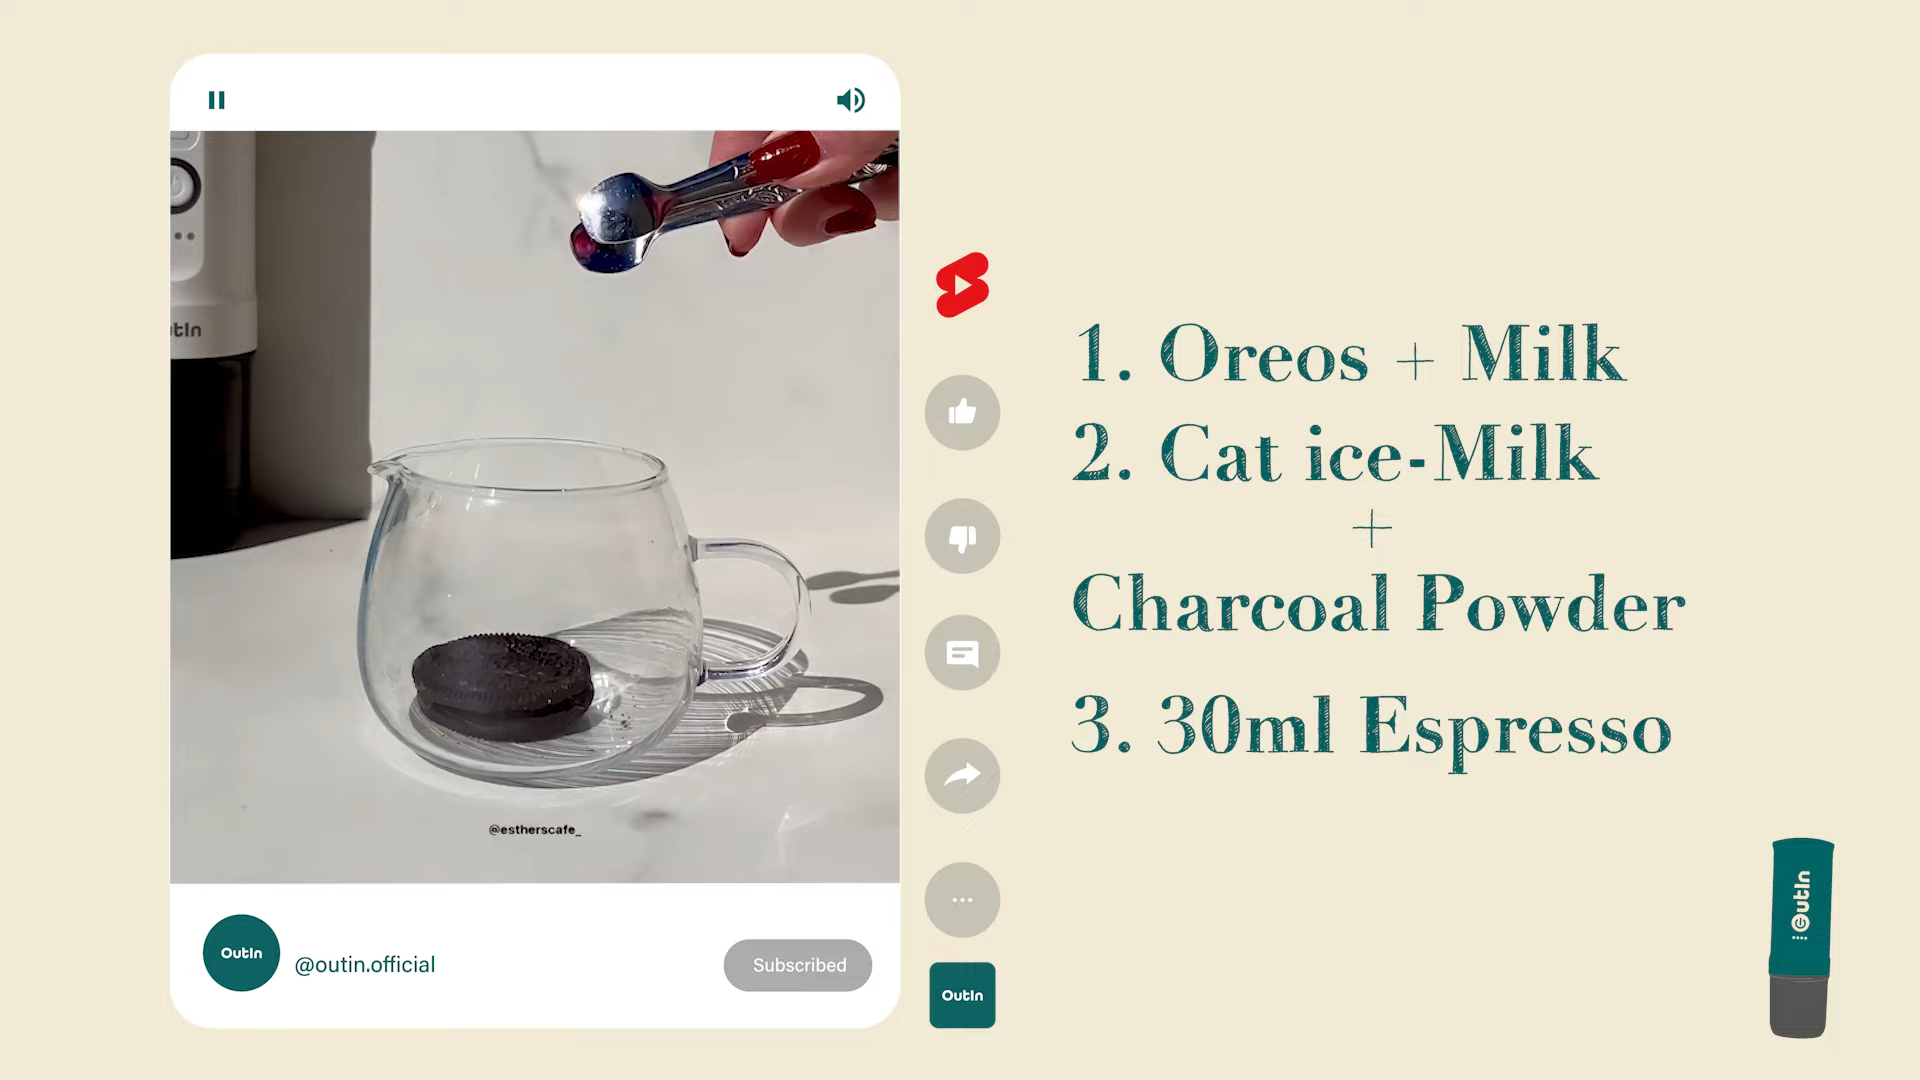 utIn
@estherscafe_
OutIn
@outin.official
Subscribed
OutIn
1. Oreos + Milk
2. Cat ice-Milk
+
Charcoal Powder
3. 30ml Espresso
OutIn